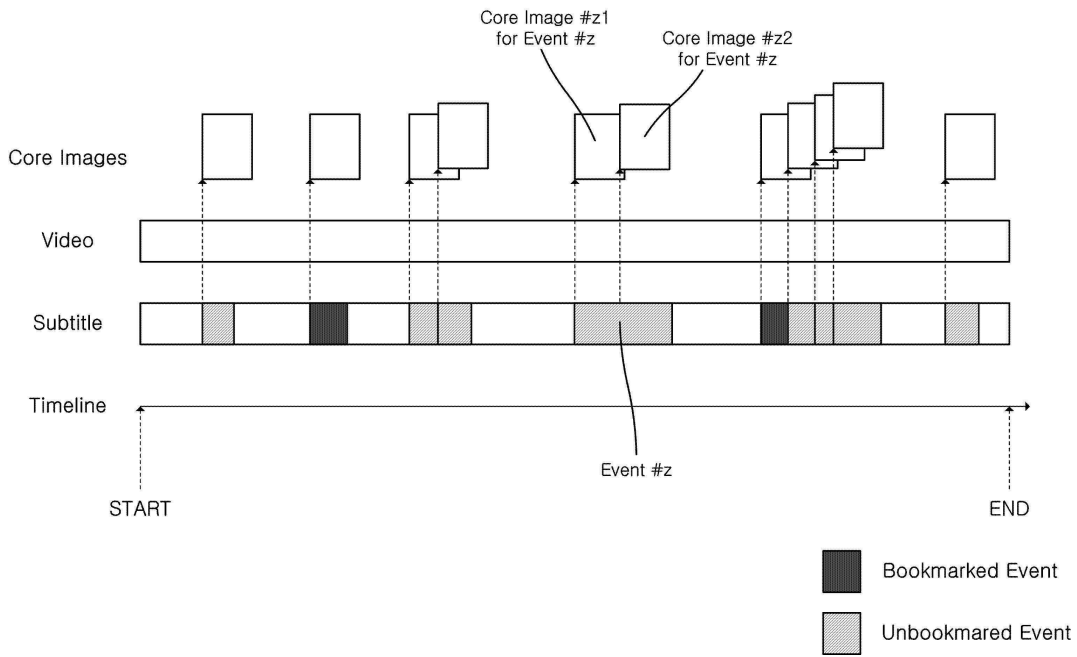 Core Image #z1
for Event #z
Core Image #z2
for Event #z
Core Images
Video
Subtitle
Timeline
Event #z
START
END
Bookmarked Event
Unbookmared Event